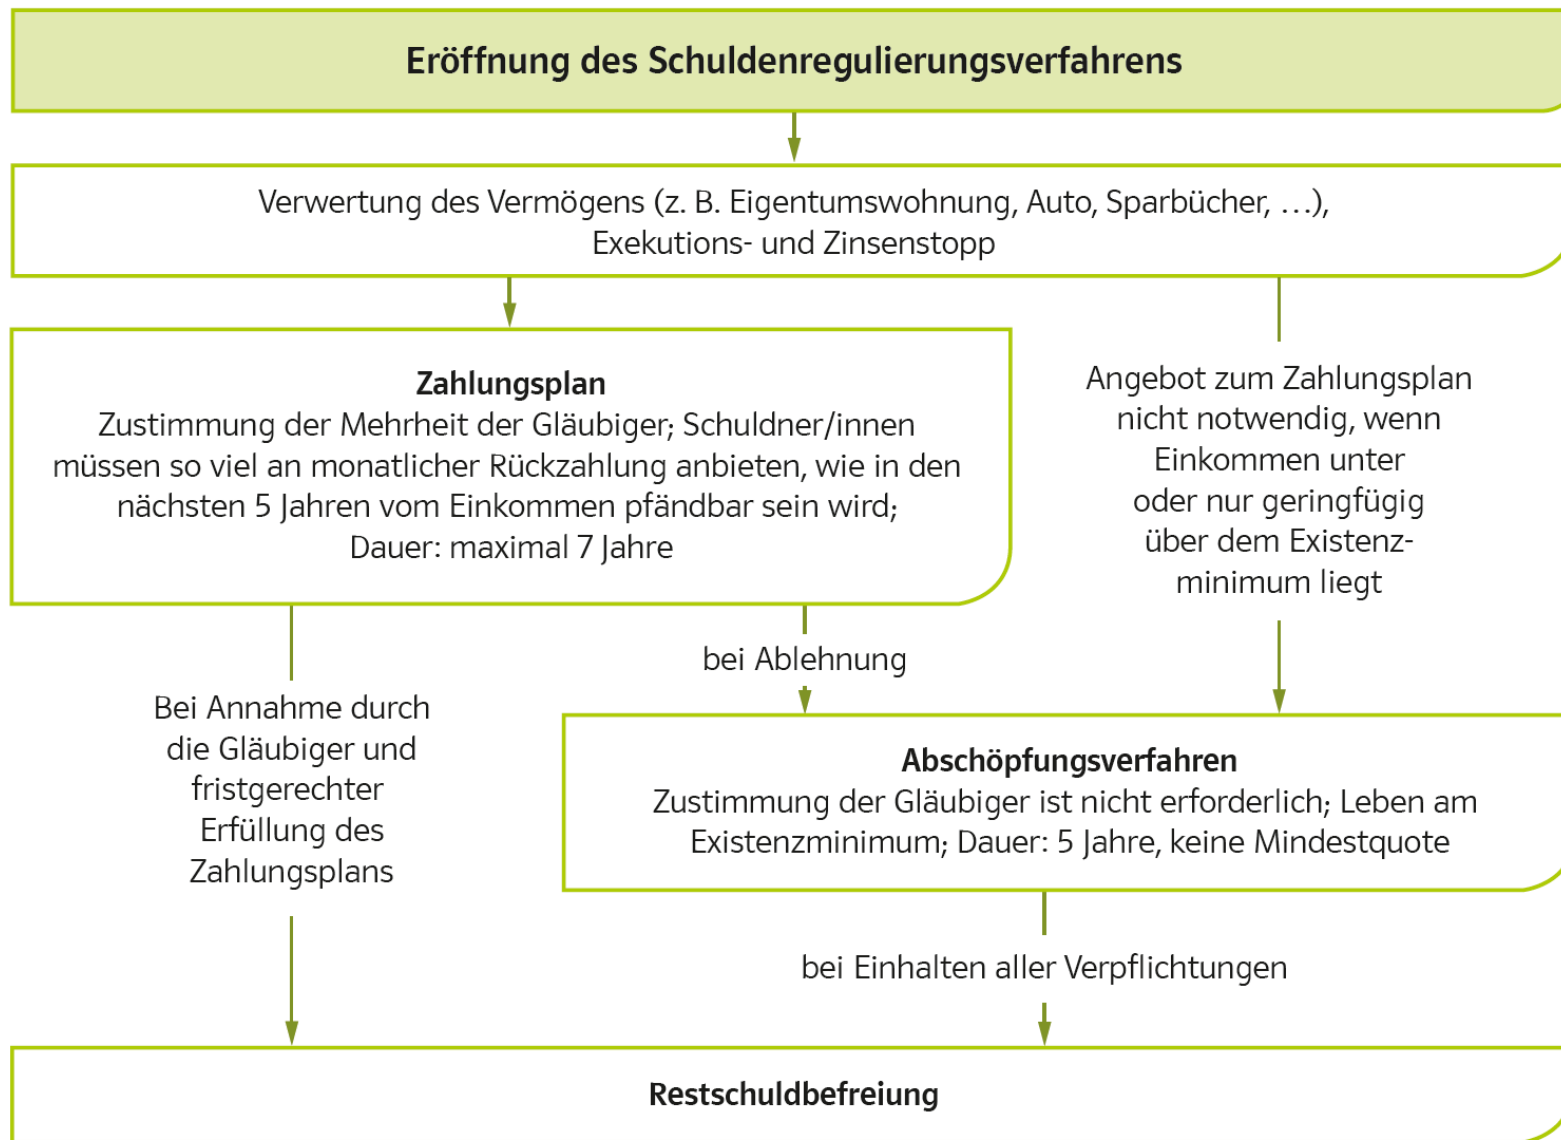 Eröffnung des Schuldenregulierungsverfahrens
Verwertung des Vermögens (z. B. Eigentumswohnung, Auto, Sparbücher, …),
Exekutions- und Zinsenstopp
Zahlungsplan
Zustimmung der Mehrheit der Gläubiger; Schuldner/innen
müssen so viel an monatlicher Rückzahlung anbieten, wie in den
nächsten 5 Jahren vom Einkommen pfändbar sein wird;
Dauer: maximal 7 Jahre
Angebot zum Zahlungsplan
nicht notwendig, wenn
Einkommen unter
oder nur geringfügig
über dem Existenz-
minimum liegt
bei Ablehnung
Bei Annahme durch
die Gläubiger und
fristgerechter
Erfüllung des
Zahlungsplans
Abschöpfungsverfahren
Zustimmung der Gläubiger ist nicht erforderlich; Leben am
Existenzminimum; Dauer: 5 Jahre, keine Mindestquote
bei Einhalten aller Verpflichtungen
Restschuldbefreiung